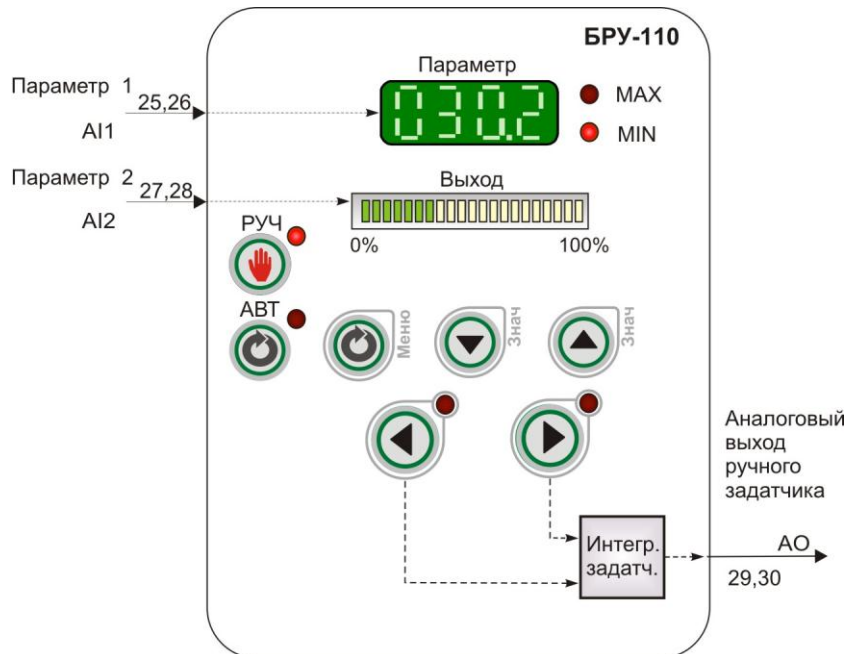 БРУ-110
Параметр
Параметр 1
25,26
AI1
030.2
MAX
MIN
Параметр 2
27,28
AI2
Выход
0%
100%
РУЧ
АВТ
Меню
Знач
Знач
Аналоговый
выход
ручного
задатчика
Интегр.
задатч.
АО
29,30